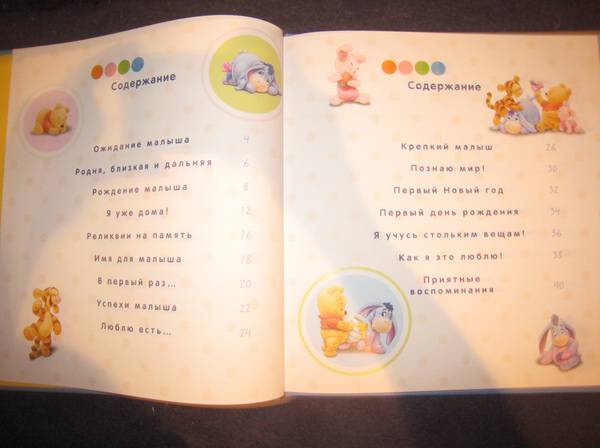 Содержание
Ожидание малыша 4
Родня, близкая и дальняя 6
Рождение малыша 8
Я уже дома! 12
Реликвии на память 16
Имя для малыша 18
В первый раз... 20
Успехи малыша 22
Люблю есть... 24
Содержание
Крепкий малыш 26
Познаю мир! 30
Первый Новый год 32
Первый день рождения 34
Я учусь стольким вещам! 36
Как я это люблю! 38
Приятные
воспоминания 40